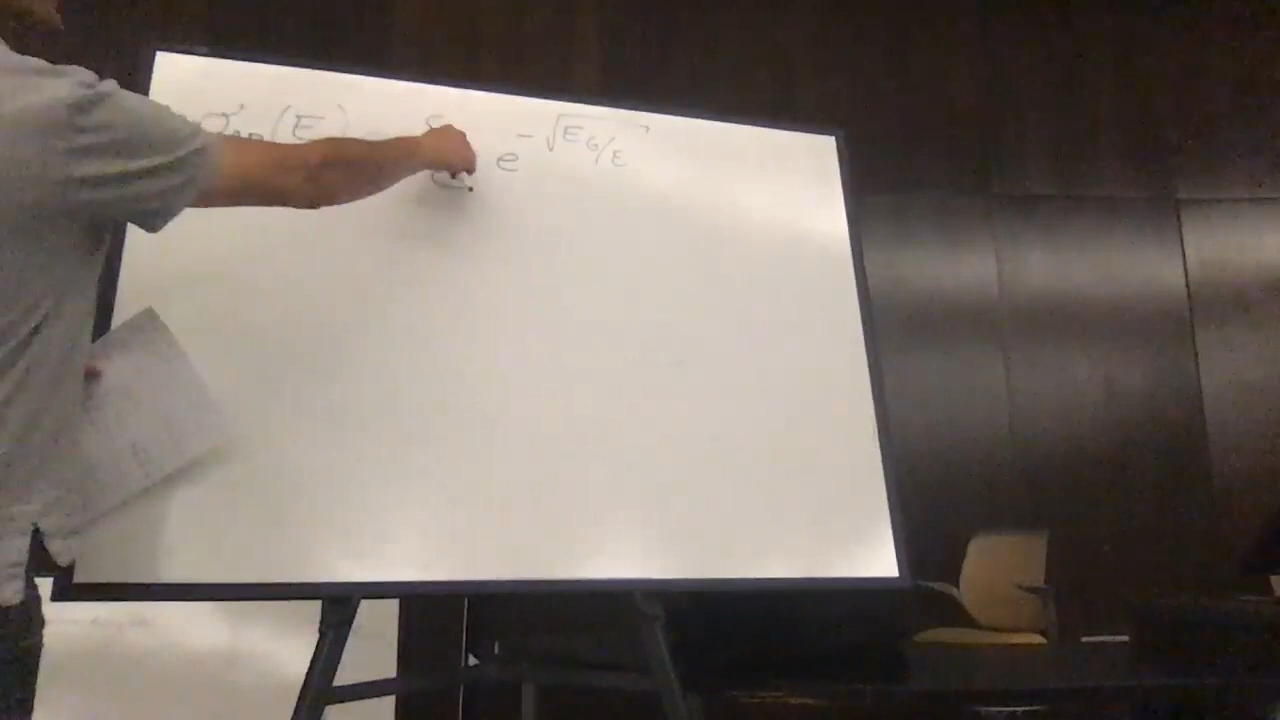 σ (E) = S e^{-√(E_G/E)}